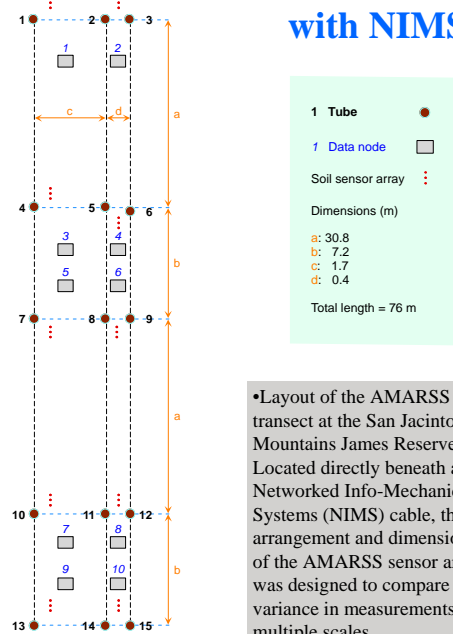 with NIMS
1 2 3
1 2
c d a
4 5 6
3 4
b
5 6
7 8 9
a
10 11 12
7 8
9 10
b
13 14 15
1 Tube
1 Data node
Soil sensor array
Dimensions (m)
a: 30.8
b: 7.2
c: 1.7
d: 0.4
Total length = 76 m
•Layout of the AMARSS
transect at the San Jacinto
Mountains James Reserve
Located directly beneath a
Networked Info-Mechanic
Systems (NIMS) cable, th
arrangement and dimensio
of the AMARSS sensor ar
was designed to compare
variance in measurements
multiple scales